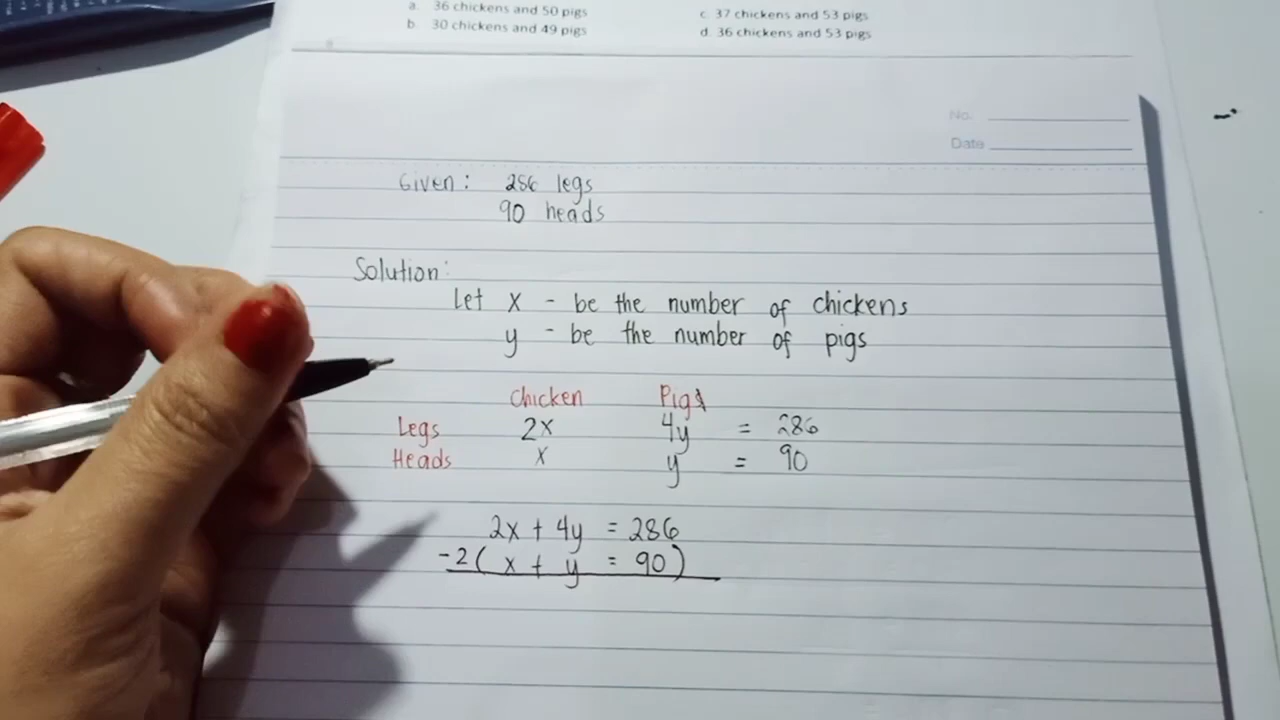 a. 36 chickens and 50 pigs
c. 37 chickens and 53 pigs
b. 30 chickens and 49 pigs
d. 36 chickens and 53 pigs
No.
Date
Given: 286 legs
90 heads
Solution:
Let x - be the number of chickens
y - be the number of pigs
Chicken Pigs
Legs 2x 4y = 286
Heads x y = 90
2x + 4y = 286
-2( x + y = 90)